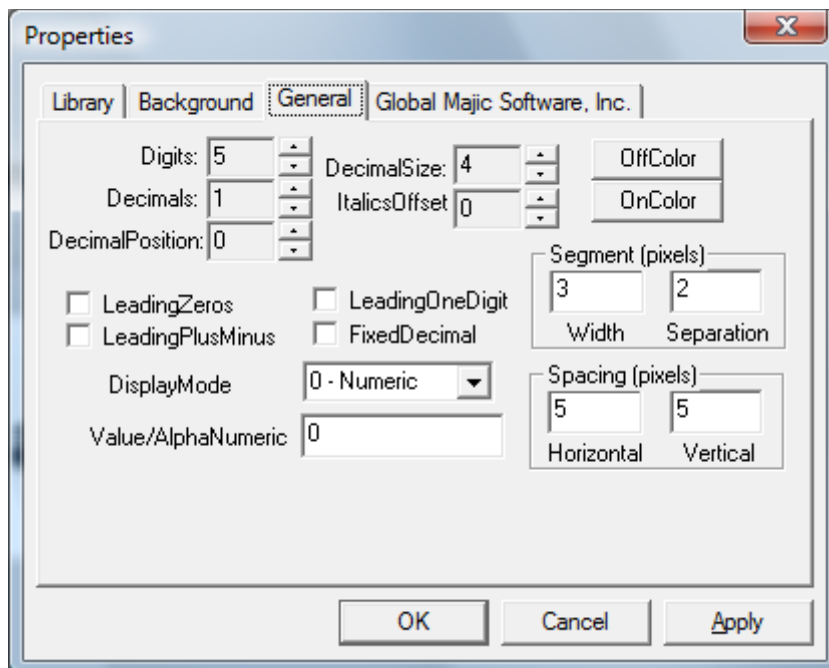 Properties
Library Background General Global Majic Software, Inc.
Digits: 5
Decimals: 1
DecimalPosition: 0
DecimalSize: 4
ItalicsOffset 0
OffColor
OnColor
LeadingZeros
LeadingPlusMinus
LeadingOneDigit
FixedDecimal
Segment (pixels)
3 2
Width Separation
DisplayMode 0 - Numeric
Value/AlphaNumeric 0
Spacing (pixels)
5 5
Horizontal Vertical
OK Cancel Apply